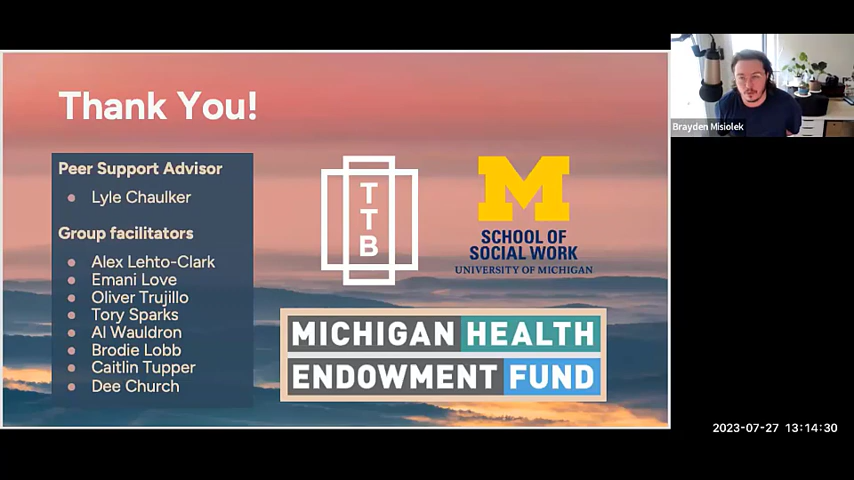 Thank You!
Peer Support Advisor
Lyle Chaulker
Group facilitators
Alex Lehto-Clark
Emani Love
Oliver Trujillo
Tory Sparks
Al Wauldron
Brodie Lobb
Caitlin Tupper
Dee Church
T
T
B
M
SCHOOL OF
SOCIAL WORK
UNIVERSITY OF MICHIGAN
MICHIGAN HEALTH
ENDOWMENT FUND
Brayden Misiolek
2023-07-27 13:14:30